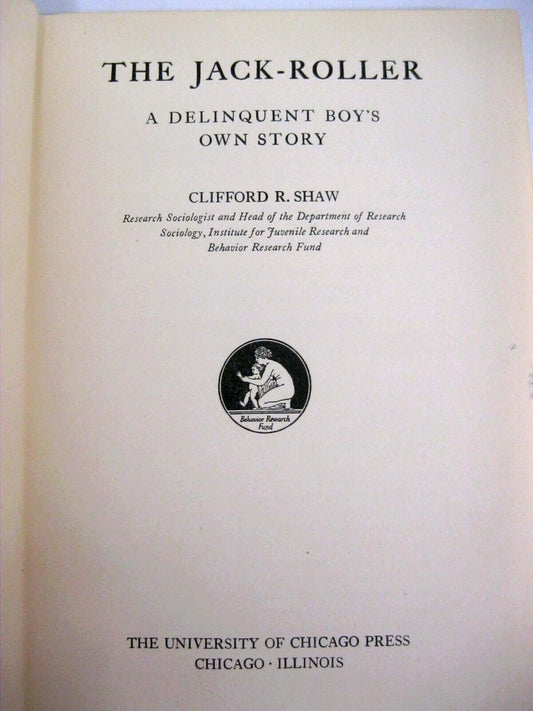 THE JACK-ROLLER
A DELINQUENT BOY'S
OWN STORY
CLIFFORD R. SHAW
Research Sociologist and Head of the Department of Research
Sociology, Institute for Juvenile Research and
Behavior Research Fund
Behavior Research
Fund
THE UNIVERSITY OF CHICAGO PRESS
CHICAGO · ILLINOIS